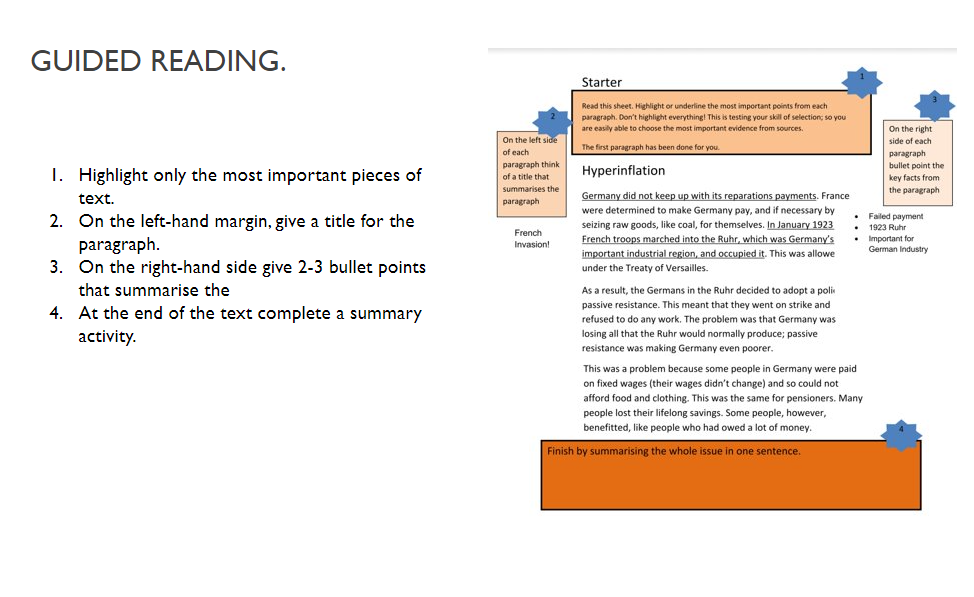 GUIDED READING.
1. Highlight only the most important pieces of
text.
2. On the left-hand margin, give a title for the
paragraph.
3. On the right-hand side give 2-3 bullet points
that summarise the
4. At the end of the text complete a summary
activity.
Starter
1
Read this sheet. Highlight or underline the most important points from each
paragraph. Don't highlight everything! This is testing your skill of selection; so you
are easily able to choose the most important evidence from sources.
The first paragraph has been done for you.
2
On the left side
of each
paragraph think
of a title that
summarises the
paragraph
French
Invasion!
3
On the right
side of each
paragraph
bullet point the
key facts from
the paragraph
• Failed payment
• 1923 Ruhr
• Important for
German Industry
Hyperinflation
Germany did not keep up with its reparations payments. France
were determined to make Germany pay, and if necessary by
seizing raw goods, like coal, for themselves. In January 1923
French troops marched into the Ruhr, which was Germany's
important industrial region, and occupied it. This was allowe
under the Treaty of Versailles.
As a result, the Germans in the Ruhr decided to adopt a poli
passive resistance. This meant that they went on strike and
refused to do any work. The problem was that Germany was
losing all that the Ruhr would normally produce; passive
resistance was making Germany even poorer.
This was a problem because some people in Germany were paid
on fixed wages (their wages didn't change) and so could not
afford food and clothing. This was the same for pensioners. Many
people lost their lifelong savings. Some people, however,
benefitted, like people who had owed a lot of money.
4
Finish by summarising the whole issue in one sentence.